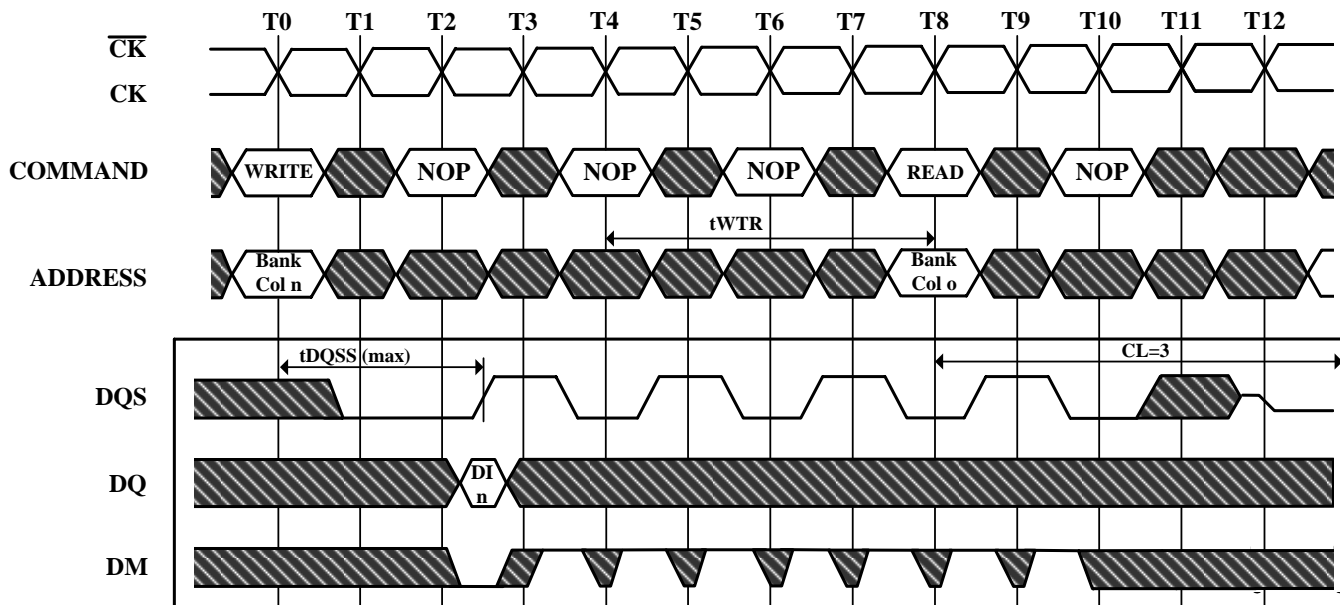 T0 T1 T2 T3 T4 T5 T6 T7 T8 T9 T10 T11 T12
CK
CK
COMMAND WRITE NOP NOP NOP READ NOP
tWTR
ADDRESS Bank Col n Bank Col o
tDQSS (max) CL=3
DQS
DQ DI n
DM